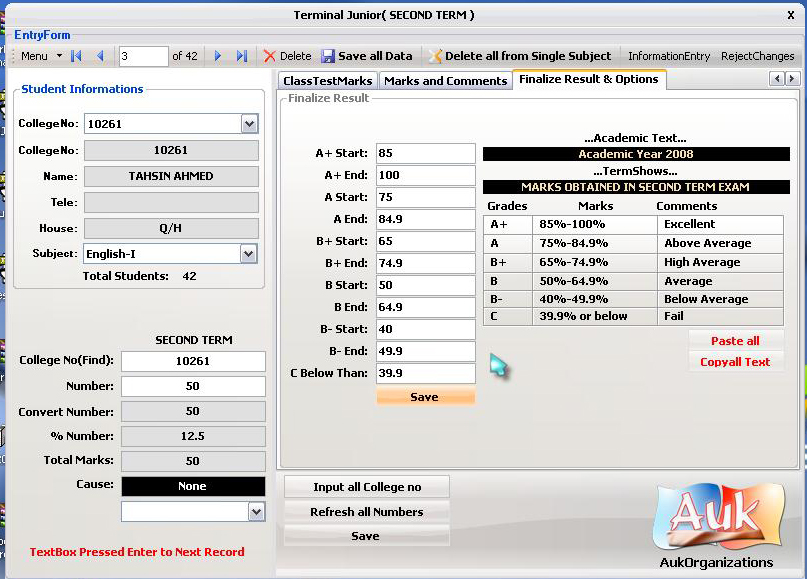 Terminal Junior( SECOND TERM )
X
EntryForm
Menu 3 of 42 Delete Save all Data Delete all from Single Subject InformationEntry RejectChanges
Student Informations
CollegeNo: 10261
CollegeNo: 10261
Name: TAHSIN AHMED
Tele:
House: Q/H
Subject: English-I
Total Students: 42
SECOND TERM
College No(Find): 10261
Number: 50
Convert Number: 50
% Number: 12.5
Total Marks: 50
Cause: None
TextBox Pressed Enter to Next Record
ClassTestMarks Marks and Comments Finalize Result & Options
Finalize Result
A+ Start: 85
A+ End: 100
A Start: 75
A End: 84.9
B+ Start: 65
B+ End: 74.9
B Start: 50
B End: 64.9
B- Start: 40
B- End: 49.9
C Below Than: 39.9
Save
...Academic Text...
Academic Year 2008
...TermShows...
MARKS OBTAINED IN SECOND TERM EXAM
Grades Marks Comments
A+ 85%-100% Excellent
A 75%-84.9% Above Average
B+ 65%-74.9% High Average
B 50%-64.9% Average
B- 40%-49.9% Below Average
C 39.9% or below Fail
Paste all
Copyall Text
Input all College no
Refresh all Numbers
Save
Auk
AukOrganizations